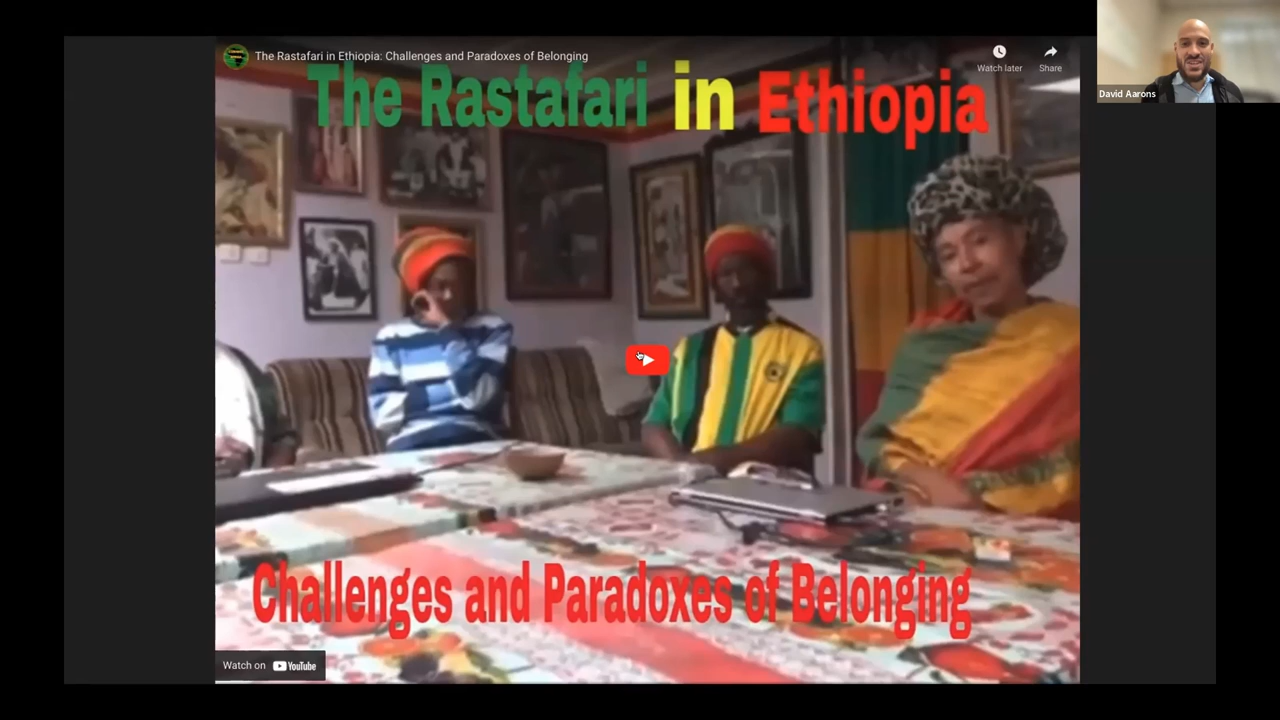 The Rastafari in Ethiopia: Challenges and Paradoxes of Belonging
Watch later
Share
David Aarons
The Rastafari in Ethiopia
Challenges and Paradoxes of Belonging
Watch on YouTube